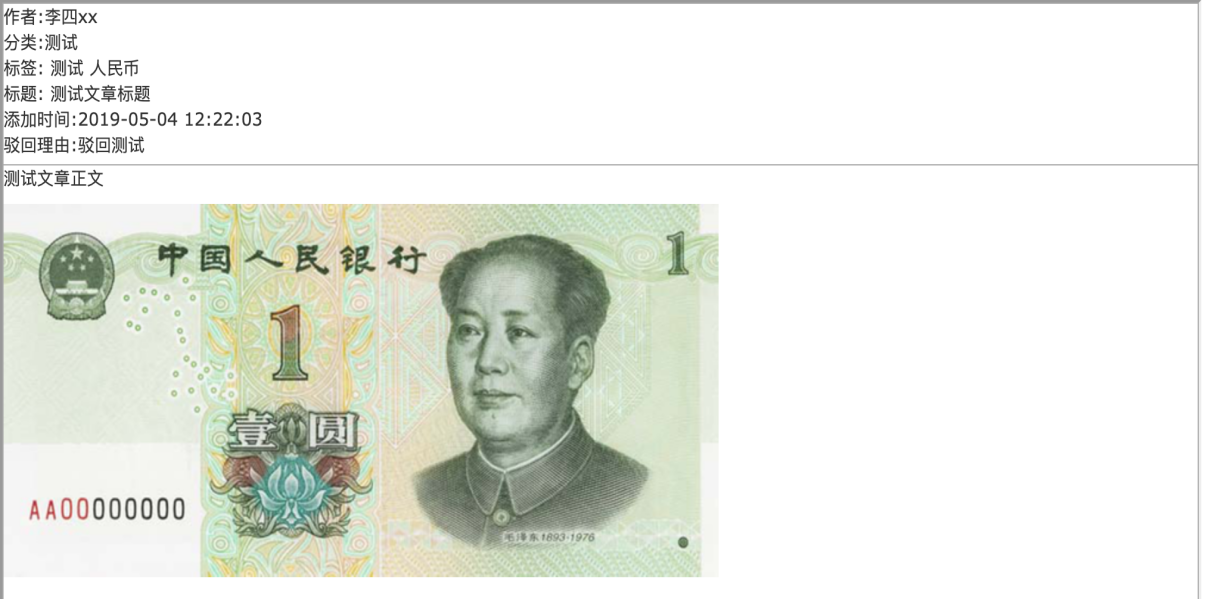 作者:李四xx
分类:测试
标签: 测试 人民币
标题: 测试文章标题
添加时间:2019-05-04 12:22:03
驳回理由:驳回测试
测试文章正文
中国人民银行
1
1
壹圆
AA00000000
毛泽东1893-1976